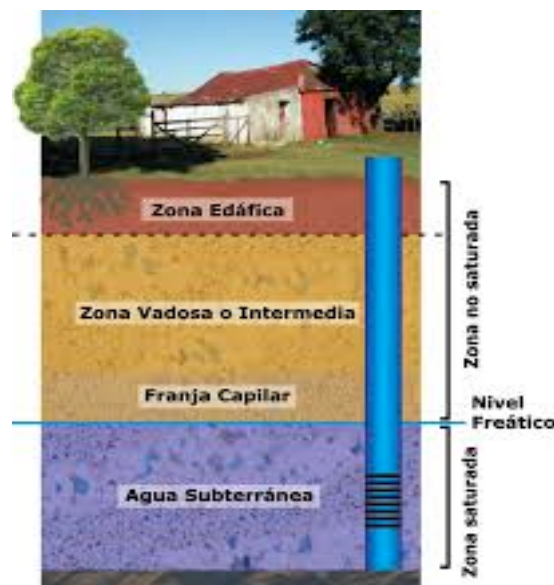 Zona Edáfica
Zona Vadosa o Intermedia
Franja Capilar
Agua Subterránea
Zona no saturada
Nivel
Freático
Zona saturada